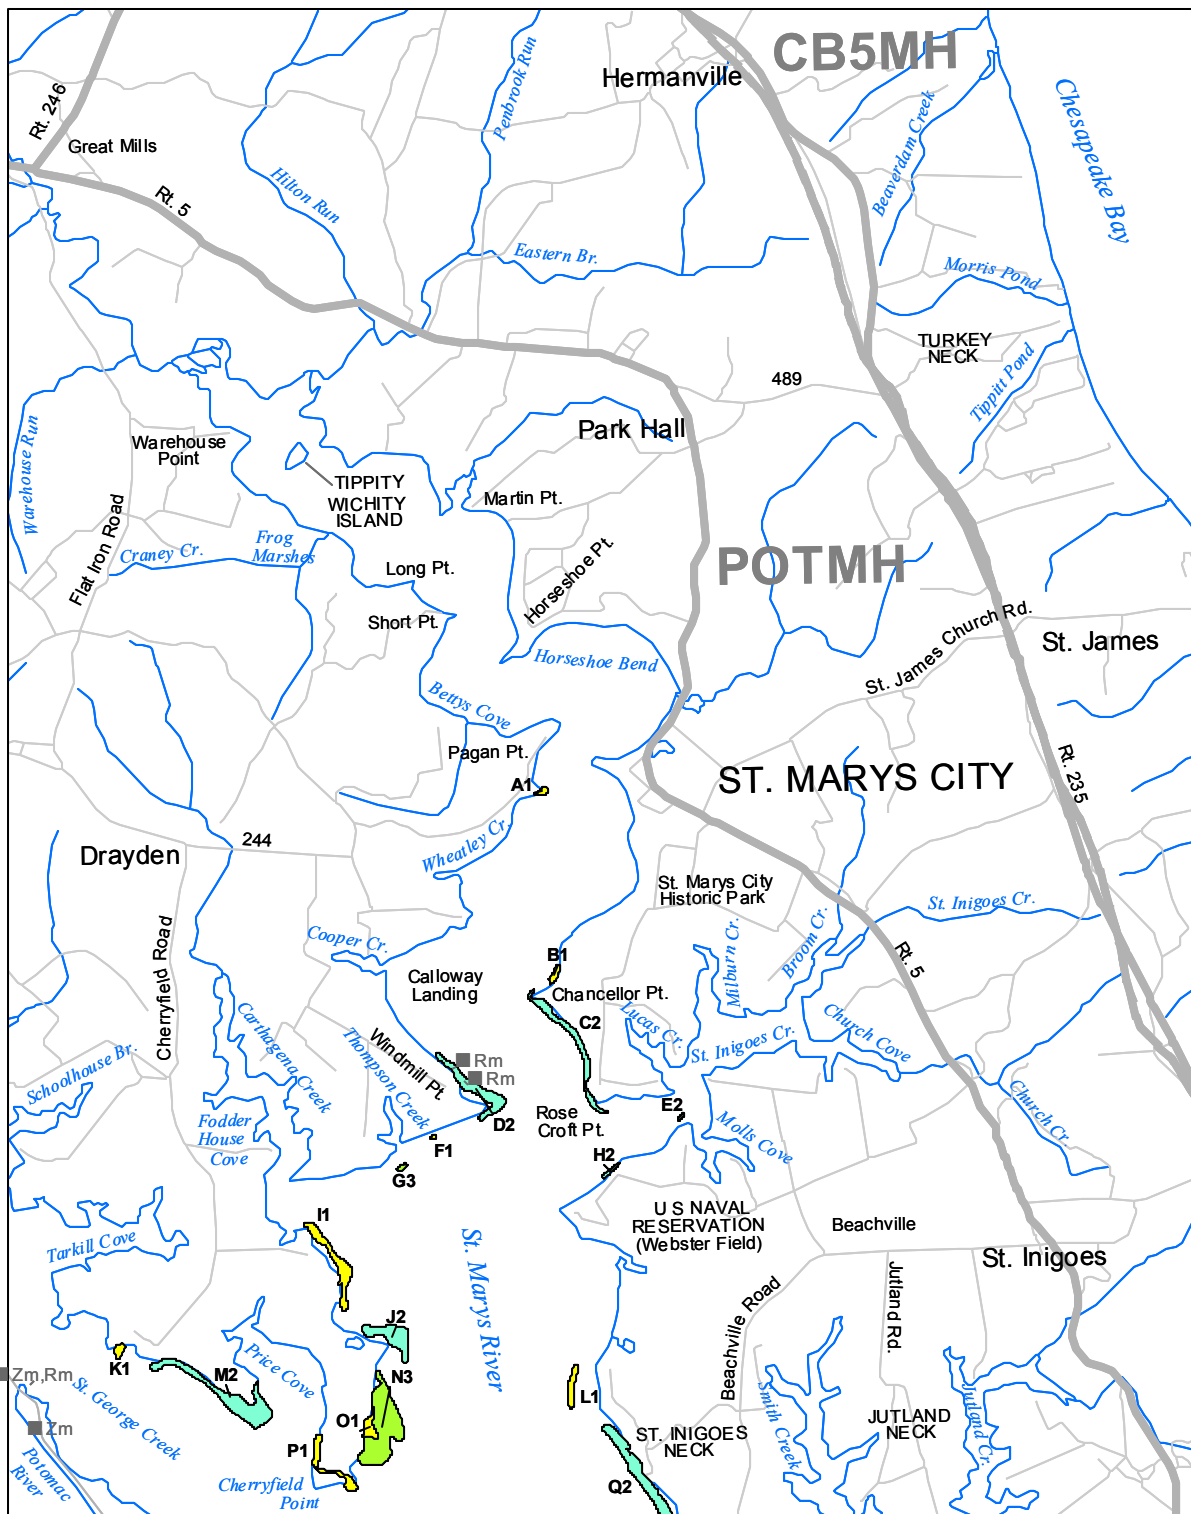 CB5MH
Hermanville
Chesapeake Bay
Rt. 246
Great Mills
Penbrook Run
Beaverdam Creek
Rt. 5
Hilton Run
Eastern Br.
Morris Pond
TURKEY
NECK
Tippitt Pond
489
Park Hall
Warehouse Run
Warehouse
Point
TIPPITY
WICHITY
ISLAND
Martin Pt.
Flat Iron Road
Frog
Marshes
Craney Cr.
Long Pt.
Horseshoe Pt.
POTMH
Short Pt.
St. James Church Rd.
St. James
Horseshoe Bend
Bettys Cove
Pagan Pt.
A1
ST. MARYS CITY
Rt. 235
Wheatley Cr.
244
Drayden
St. Marys City
Historic Park
St. Inigoes Cr.
Cherryfield Road
Cooper Cr.
Milburn Cr.
Broom Cr.
Rt. 5
B1
Calloway
Landing
Chancellor Pt.
C2
Lucas Cr.
St. Inigoes Cr.
Church Cove
Carthagena Creek
Thompson Creek
Windmill Pt.
Rm
Rm
Schoolhouse Br.
Church Cr.
Fodder
House
Cove
D2
Rose
Croft Pt.
E2
Molls Cove
F1
H2
G3
I1
U S NAVAL
RESERVATION
(Webster Field)
Beachville
Tarkill Cove
St. Marys River
St. Inigoes
Beachville Road
Jutland Rd.
J2
K1
Price Cove
M2
N3
Zm,Rm
St. George Creek
L1
O1
Smith Creek
JUTLAND
NECK
Jutland Cr.
Zm
P1
ST. INIGOES
NECK
Potomac
River
Cherryfield
Point
Q2